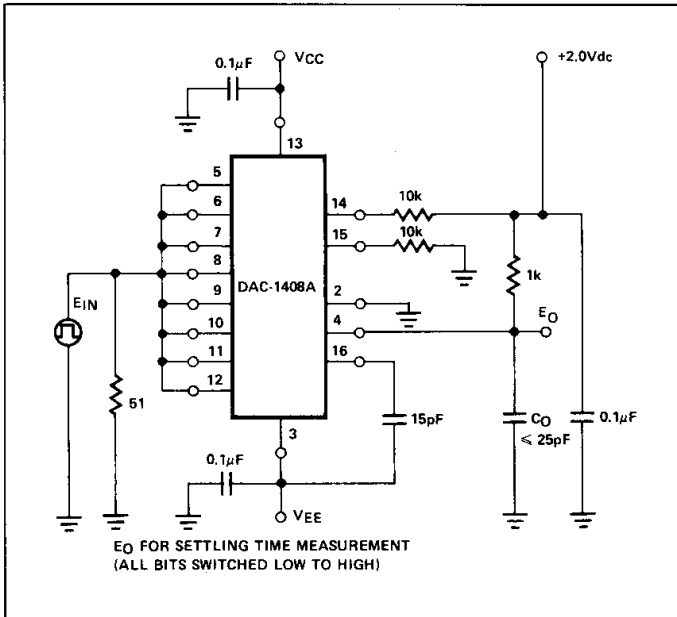 VCC
0.1µF
+2.0Vdc
13
5
6
7
8
9
10
11
12
14
15
2
4
16
10k
10k
1k
DAC-1408A
EIN
51
EO
15pF
CO
⩽ 25pF
0.1µF
3
0.1µF
VEE
EO FOR SETTLING TIME MEASUREMENT
(ALL BITS SWITCHED LOW TO HIGH)